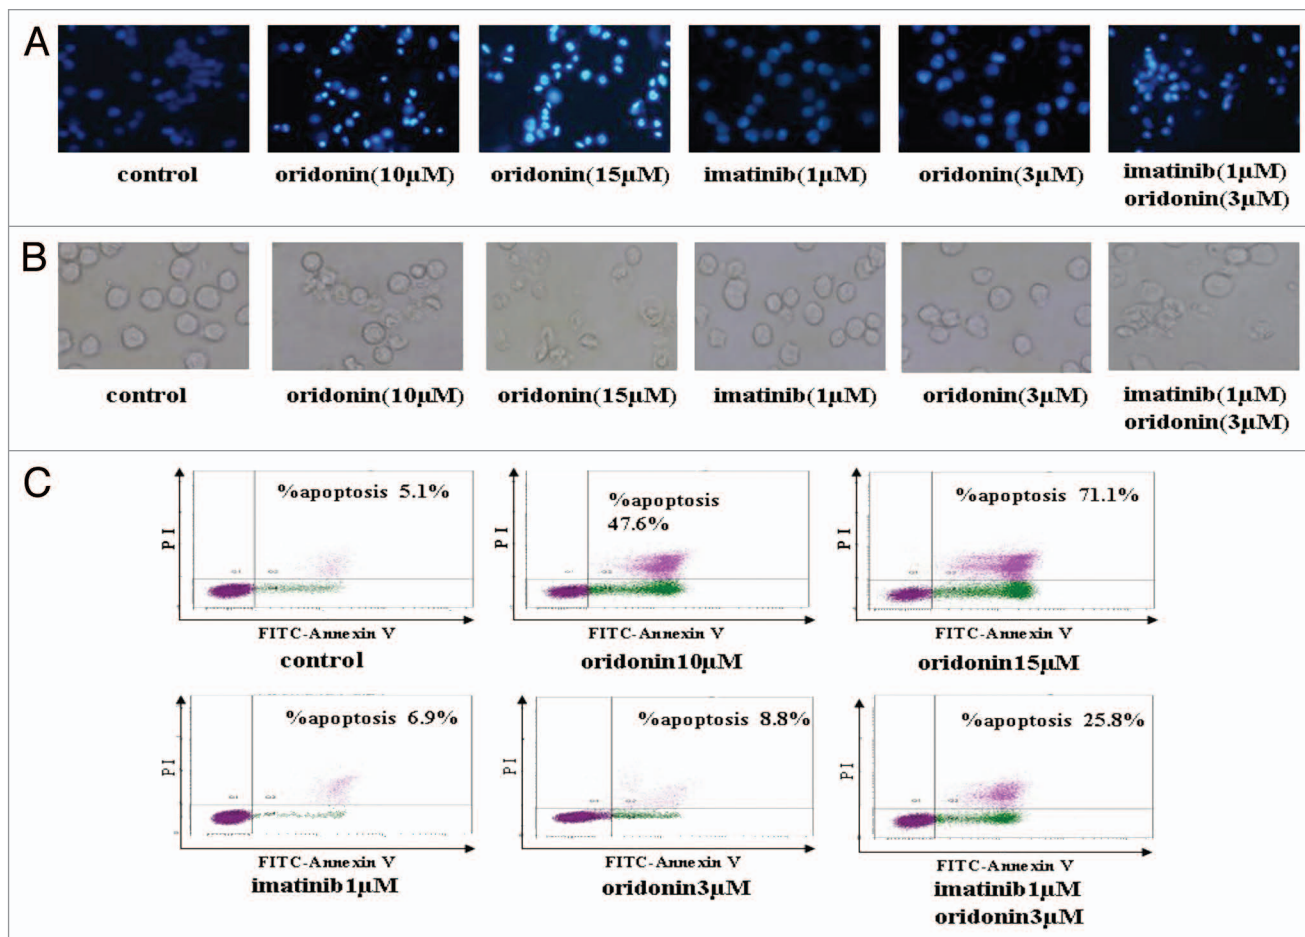 A
control
oridonin(10μM)
oridonin(15μM)
imatinib(1μM)
oridonin(3μM)
imatinib(1μM)
oridonin(3μM)
B
control
oridonin(10μM)
oridonin(15μM)
imatinib(1μM)
oridonin(3μM)
imatinib(1μM)
oridonin(3μM)
C
%apoptosis 5.1%
PI
FITC-Annexin V
control
%apoptosis
47.6%
PI
FITC-Annexin V
oridonin10μM
%apoptosis 71.1%
PI
FITC-Annexin V
oridonin15μM
%apoptosis 6.9%
PI
FITC-Annexin V
imatinib1μM
%apoptosis 8.8%
PI
FITC-Annexin V
oridonin3μM
%apoptosis 25.8%
PI
FITC-Annexin V
imatinib1μM
oridonin3μM